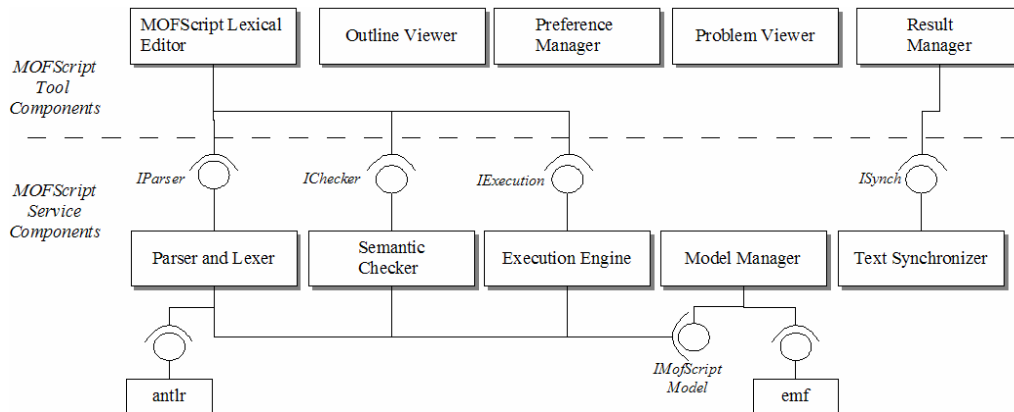 MOFScript Lexical
Editor
Outline Viewer
Preference
Manager
Problem Viewer
Result
Manager
MOFScript
Tool
Components
IParser
IChecker
IExecution
ISynch
MOFScript
Service
Components
Parser and Lexer
Semantic
Checker
Execution Engine
Model Manager
Text Synchronizer
IMofScript
Model
antlr
emf